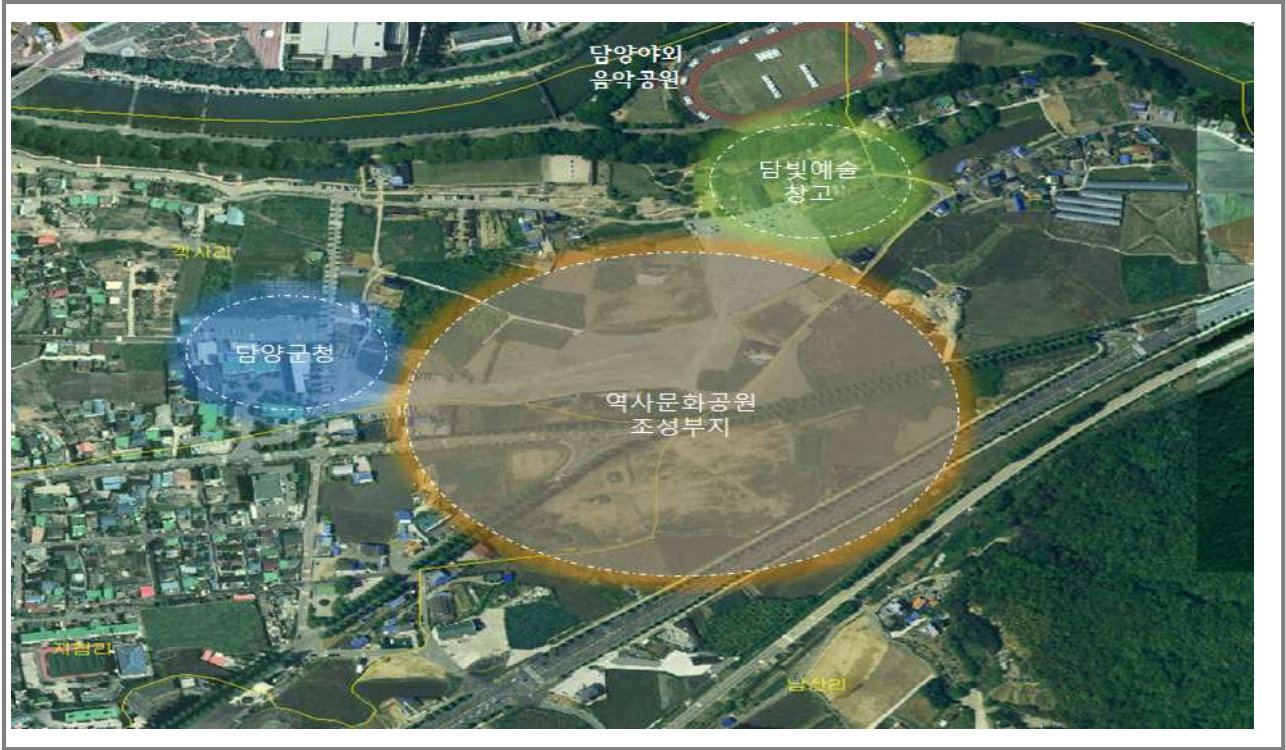 담양야외
음악공원
담빛예술
창고
객사리
담양군청
역사문화공원
조성부지
지침리
남산리